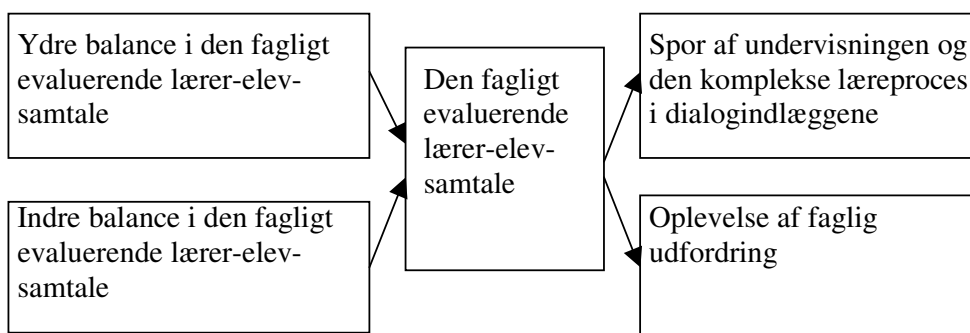 Ydre balance i den fagligt
evaluerende lærer-elev-
samtale
Indre balance i den fagligt
evaluerende lærer-elev-
samtale
Den fagligt
evaluerende
lærer-elev-
samtale
Spor af undervisningen og
den komplekse læreproces
i dialogindlæggene
Oplevelse af faglig
udfordring